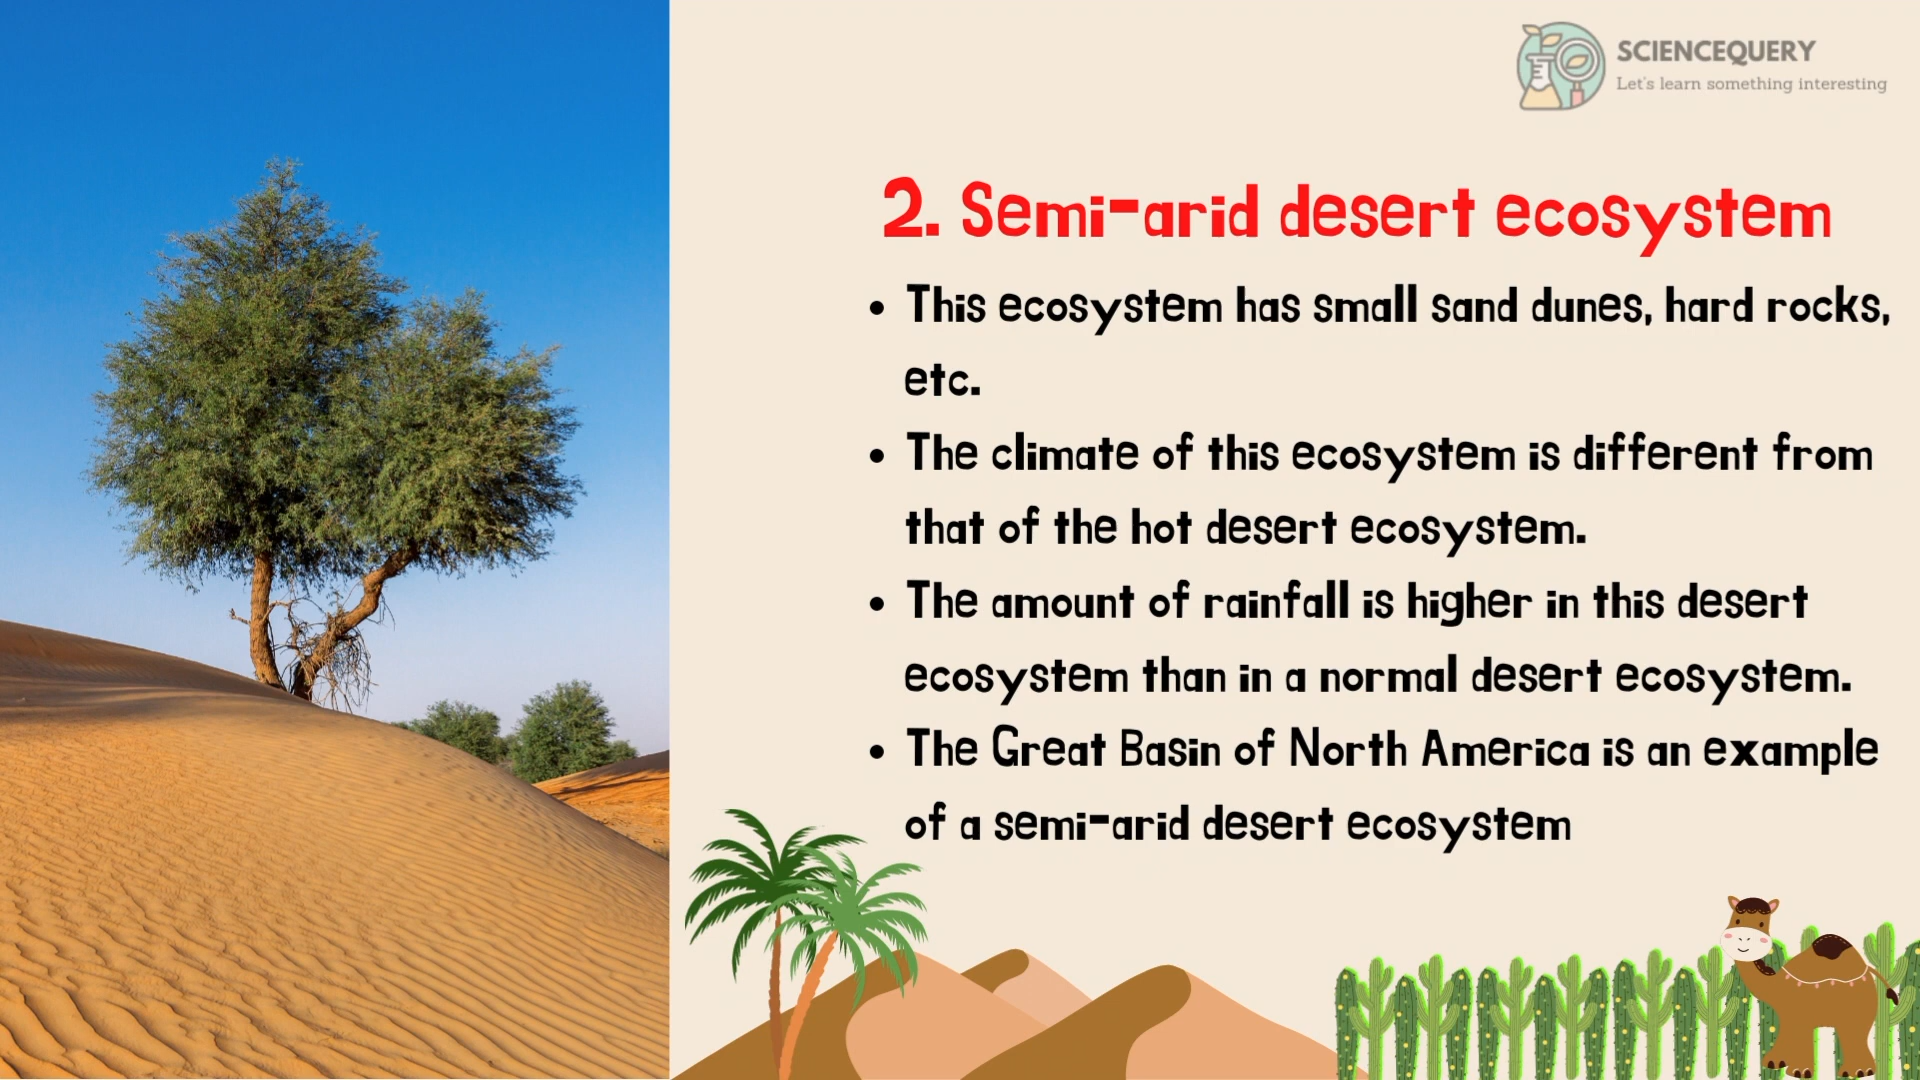 SCIENCEQUERY
Let's learn something interesting
2. Semi-arid desert ecosystem
• This ecosystem has small sand dunes, hard rocks,
etc.
• The climate of this ecosystem is different from
that of the hot desert ecosystem.
• The amount of rainfall is higher in this desert
ecosystem than in a normal desert ecosystem.
• The Great Basin of North America is an example
of a semi-arid desert ecosystem